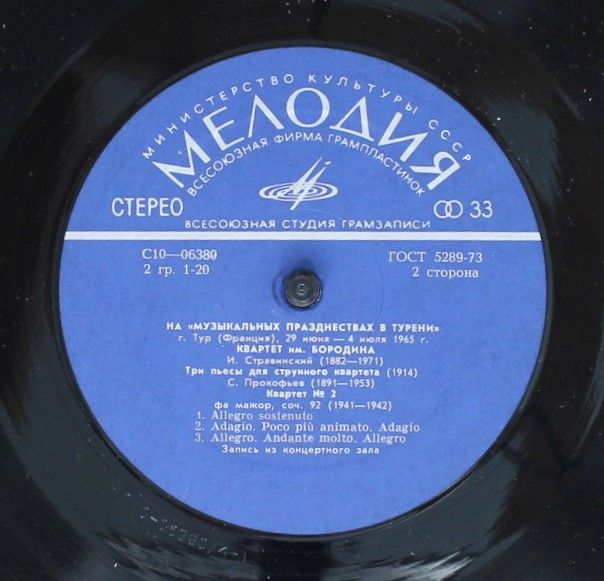 МИНИСТЕРСТВО КУЛЬТУРЫ СССР
МЕЛОДИЯ
ВСЕСОЮЗНАЯ ФИРМА ГРАМПЛАСТИНОК
СТЕРЕО 33
ВСЕСОЮЗНАЯ СТУДИЯ ГРАМЗАПИСИ
С10—06380 ГОСТ 5289-73
2 гр. 1-20 2 сторона
НА «МУЗЫКАЛЬНЫХ ПРАЗДНЕСТВАХ В ТУРЕНИ»
г. Тур (Франция), 29 июня — 4 июля 1965 г.
КВАРТЕТ им. БОРОДИНА
И. Стравинский (1882—1971)
Три пьесы для струнного квартета (1914)
С. Прокофьев (1891—1953)
Квартет № 2
фа мажор, соч. 92 (1941—1942)
1. Allegro sostenuto
2. Adagio. Poco più animato. Adagio
3. Allegro. Andante molto. Allegro
Запись из концертного зала